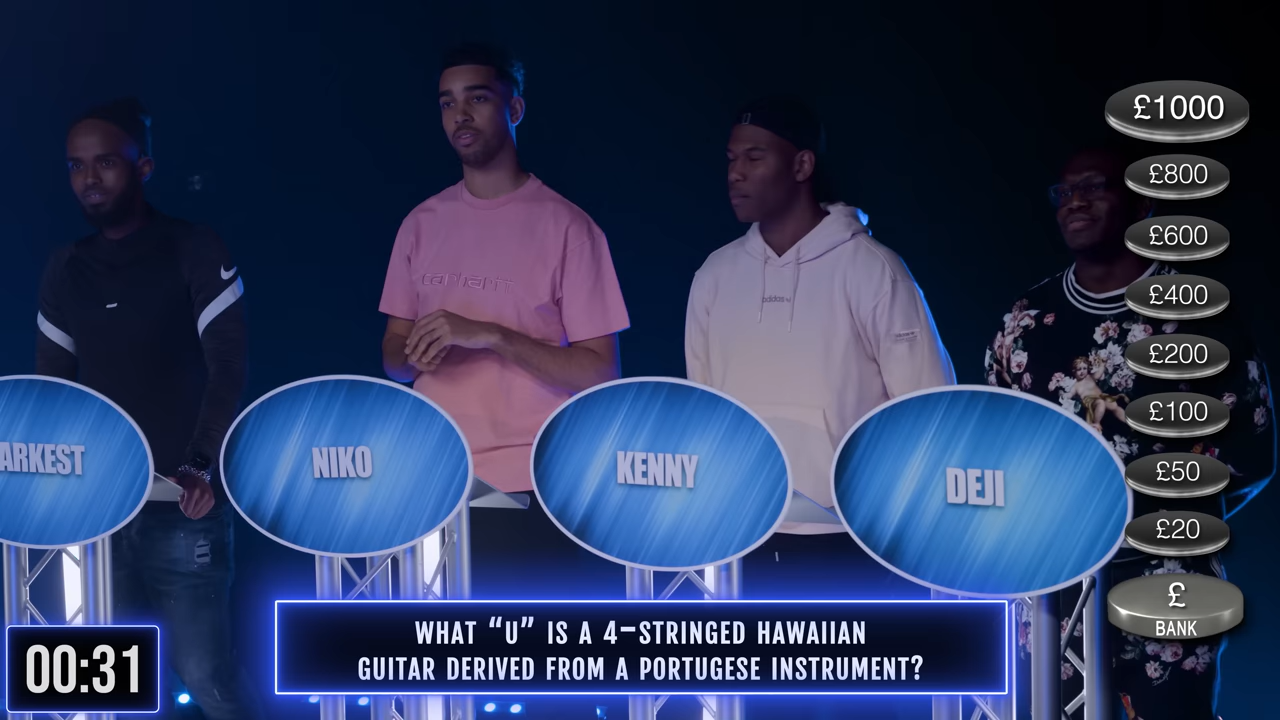 £1000
£800
£600
£400
£200
£100
£50
£20
£
BANK
carhartt
adidas
ARKEST
NIKO
KENNY
DEJI
WHAT “U” IS A 4-STRINGED HAWAIIAN
GUITAR DERIVED FROM A PORTUGESE INSTRUMENT?
00:31